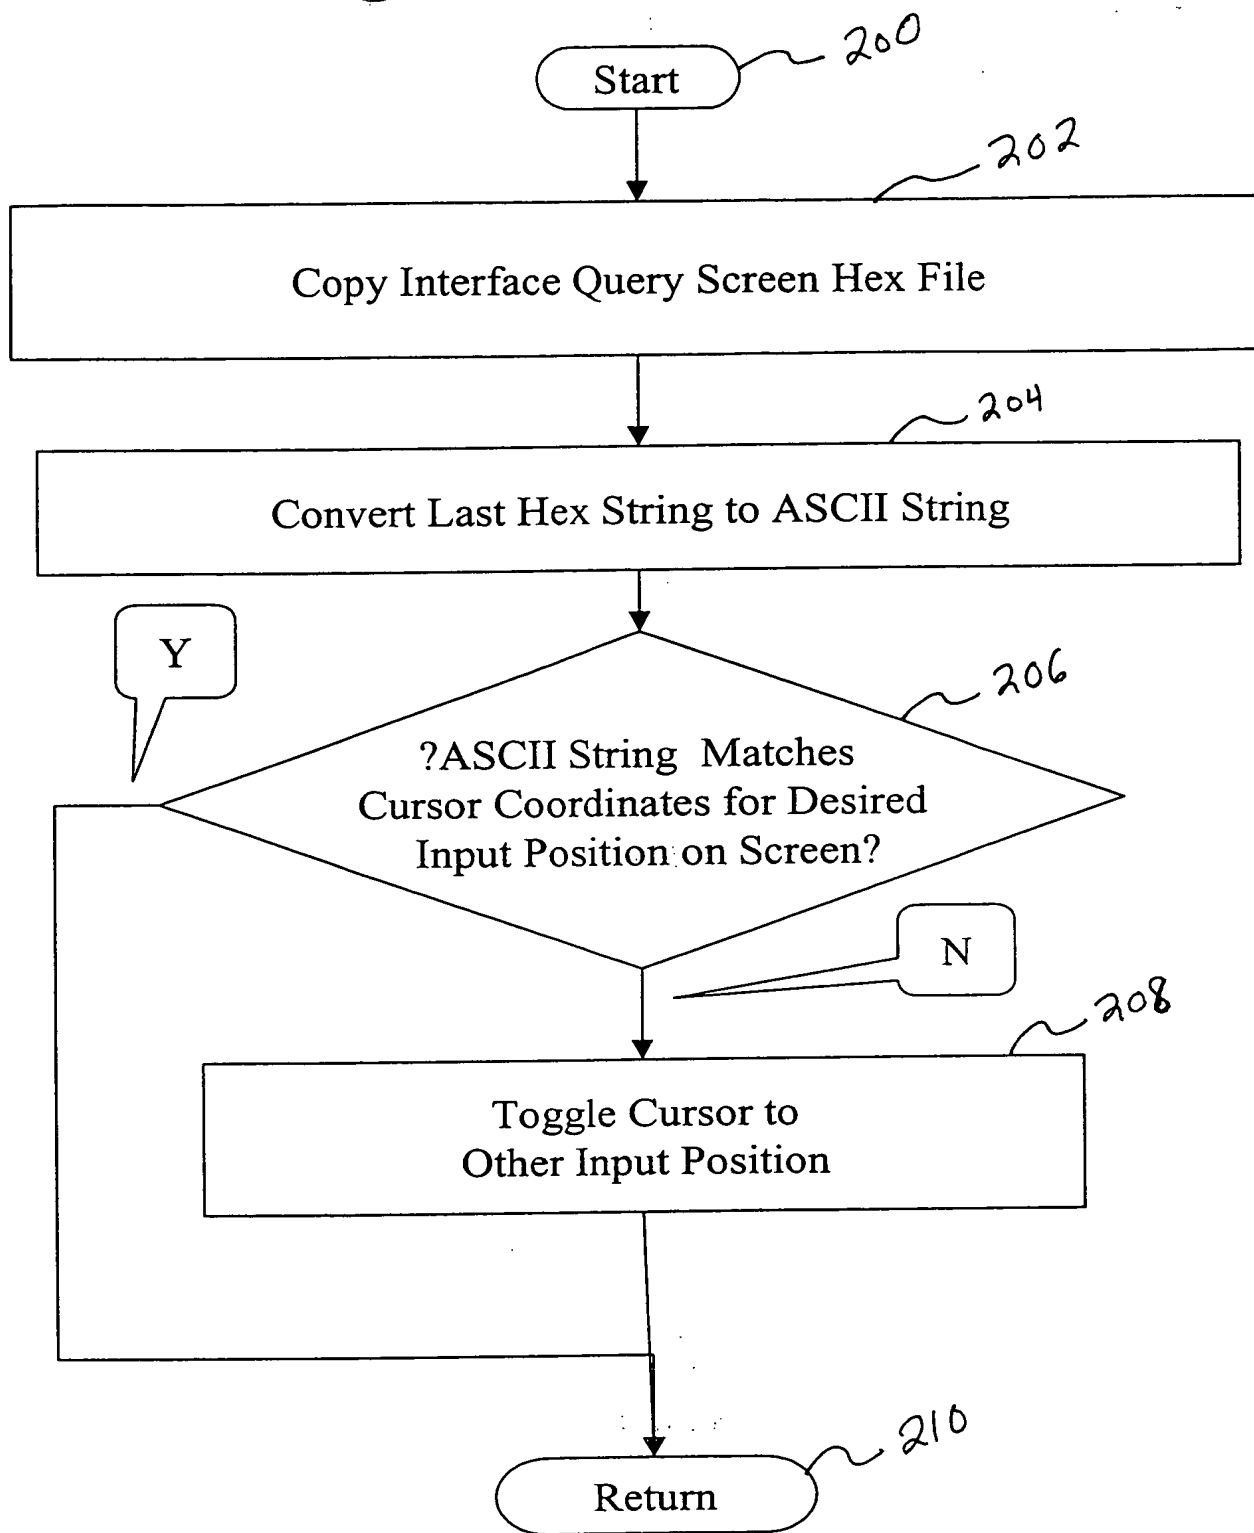 200
Start
202
Copy Interface Query Screen Hex File
204
Convert Last Hex String to ASCII String
Y
206
?ASCII String Matches
Cursor Coordinates for Desired
Input Position on Screen?
N
208
Toggle Cursor to
Other Input Position
210
Return